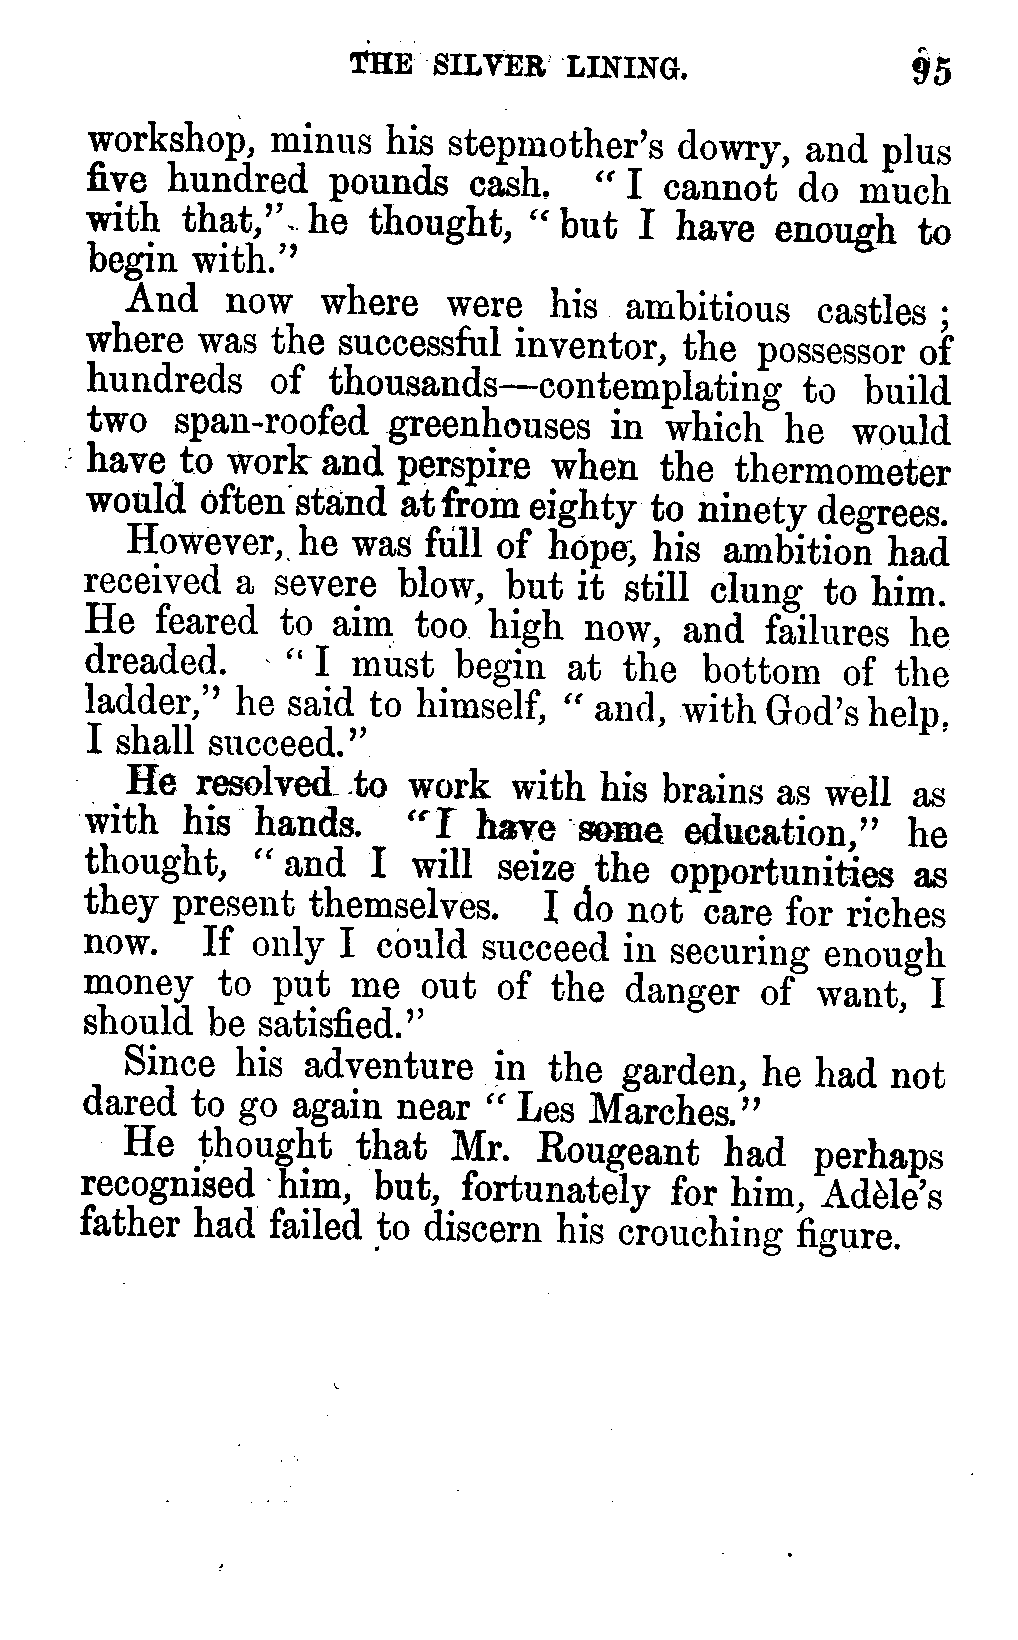 THE SILVER LINING. 95
workshop, minus his stepmother's dowry, and plus
five hundred pounds cash. "I cannot do much
with that," he thought, "but I have enough to
begin with."
And now where were his ambitious castles;
where was the successful inventor, the possessor of
hundreds of thousands—contemplating to build
two span-roofed greenhouses in which he would
have to work and perspire when the thermometer
would often stand at from eighty to ninety degrees.
However, he was full of hope, his ambition had
received a severe blow, but it still clung to him.
He feared to aim too high now, and failures he
dreaded. "I must begin at the bottom of the
ladder," he said to himself, "and, with God's help,
I shall succeed."
He resolved to work with his brains as well as
with his hands. "I have some education," he
thought, "and I will seize the opportunities as
they present themselves. I do not care for riches
now. If only I could succeed in securing enough
money to put me out of the danger of want, I
should be satisfied."
Since his adventure in the garden, he had not
dared to go again near "Les Marches."
He thought that Mr. Rougeant had perhaps
recognised him, but, fortunately for him, Adèle's
father had failed to discern his crouching figure.